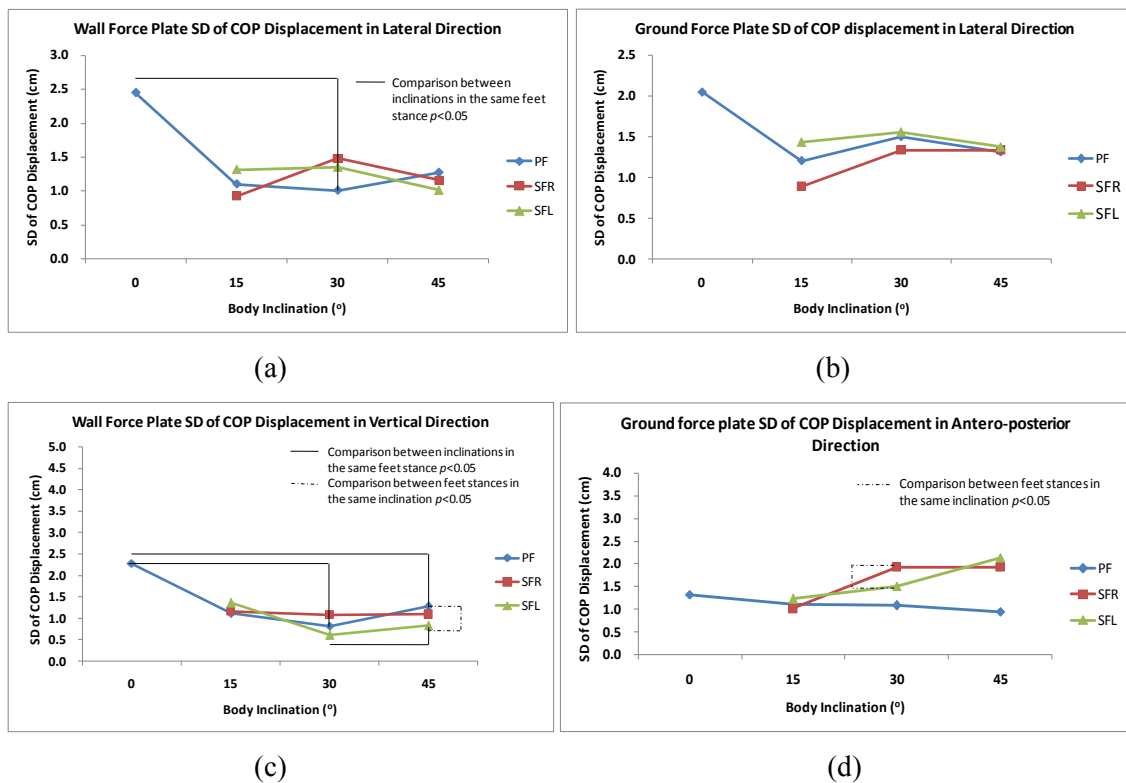 Wall Force Plate SD of COP Displacement in Lateral Direction
SD of COP Displacement (cm)
3.0
2.5
2.0
1.5
1.0
0.5
0.0
0 15 30 45
Body Inclination (º)
Comparison between
inclinations in the same feet
stance p<0.05
PF
SFR
SFL
(a)
Ground Force Plate SD of COP displacement in Lateral Direction
SD of COP Displacement (cm)
2.5
2.0
1.5
1.0
0.5
0.0
0 15 30 45
Body Inclination (º)
PF
SFR
SFL
(b)
Wall Force Plate SD of COP Displacement in Vertical Direction
SD of COP Displacement (cm)
5.0
4.5
4.0
3.5
3.0
2.5
2.0
1.5
1.0
0.5
0.0
0 15 30 45
Body Inclination (º)
Comparison between inclinations
in the same feet stance p<0.05
Comparison between feet stances
in the same inclination p<0.05
PF
SFR
SFL
(c)
Ground force plate SD of COP Displacement in Antero-posterior
Direction
SD of COP Displacement (cm)
4.0
3.5
3.0
2.5
2.0
1.5
1.0
0.5
0.0
0 15 30 45
Body Inclination (º)
Comparison between feet stances in
the same inclination p<0.05
PF
SFR
SFL
(d)